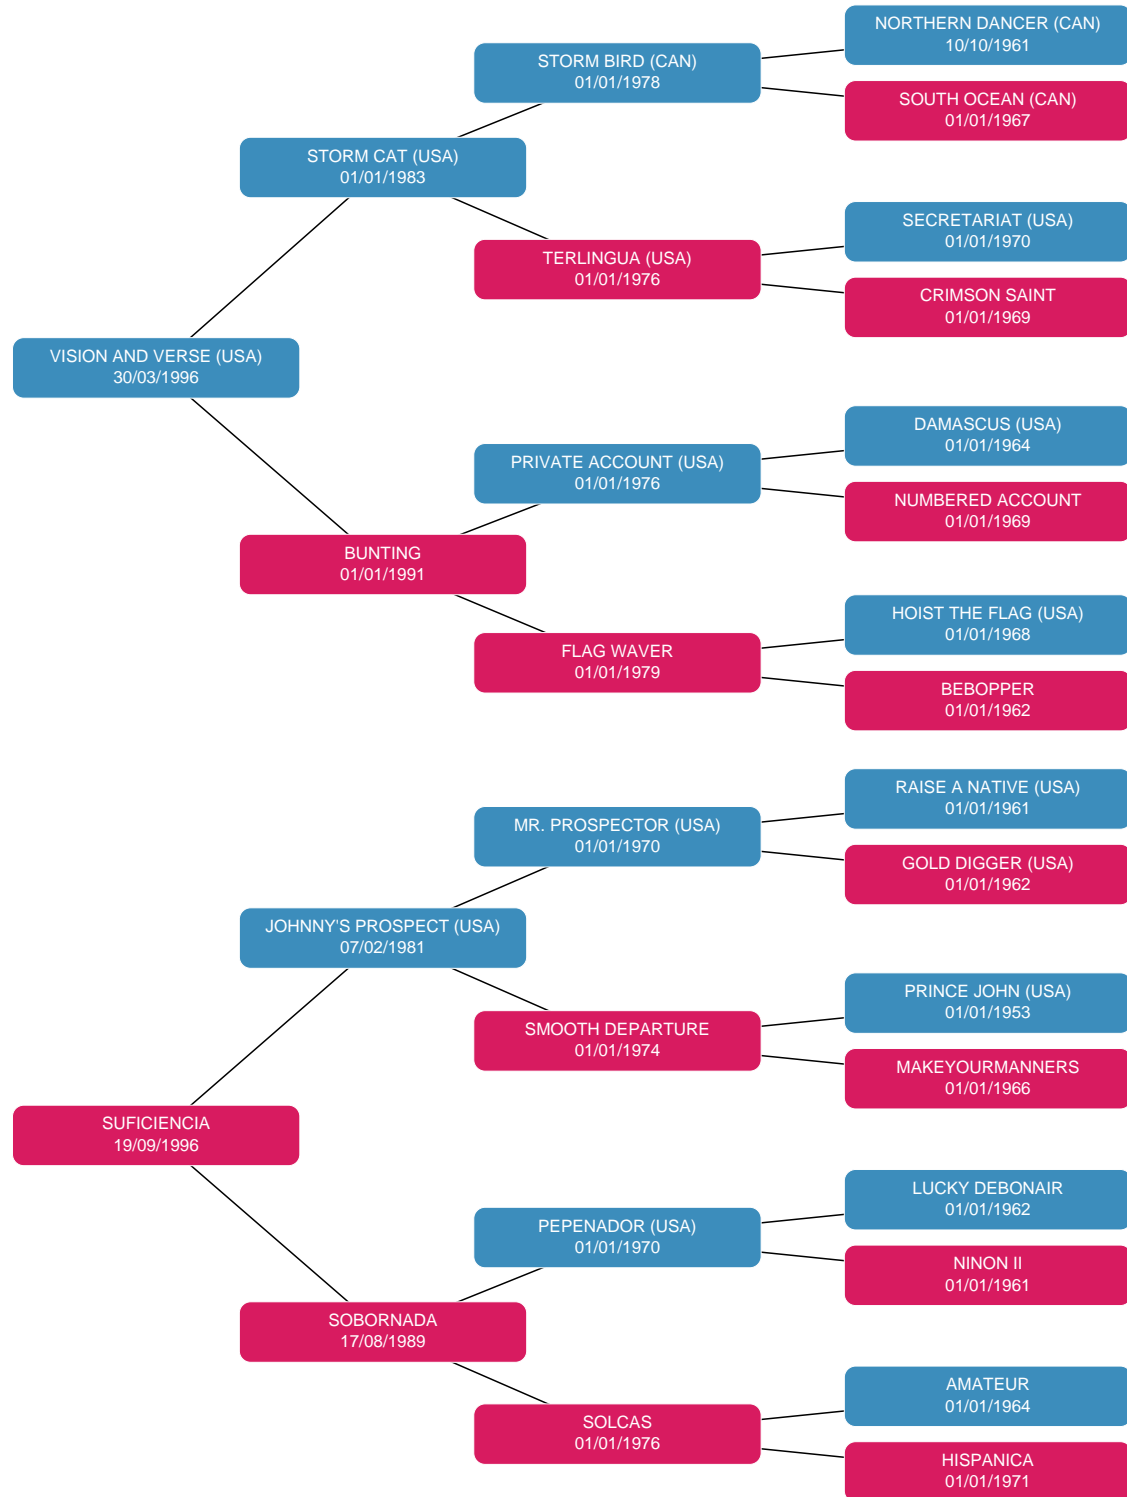 NORTHERN DANCER (CAN)
10/10/1961
STORM BIRD (CAN)
01/01/1978
SOUTH OCEAN (CAN)
01/01/1967
STORM CAT (USA)
01/01/1983
SECRETARIAT (USA)
01/01/1970
TERLINGUA (USA)
01/01/1976
CRIMSON SAINT
01/01/1969
VISION AND VERSE (USA)
30/03/1996
DAMASCUS (USA)
01/01/1964
PRIVATE ACCOUNT (USA)
01/01/1976
NUMBERED ACCOUNT
01/01/1969
BUNTING
01/01/1991
HOIST THE FLAG (USA)
01/01/1968
FLAG WAVER
01/01/1979
BEBOPPER
01/01/1962
RAISE A NATIVE (USA)
01/01/1961
MR. PROSPECTOR (USA)
01/01/1970
GOLD DIGGER (USA)
01/01/1962
JOHNNY'S PROSPECT (USA)
07/02/1981
PRINCE JOHN (USA)
01/01/1953
SMOOTH DEPARTURE
01/01/1974
MAKEYOURMANNERS
01/01/1966
SUFICIENCIA
19/09/1996
LUCKY DEBONAIR
01/01/1962
PEPENADOR (USA)
01/01/1970
NINON II
01/01/1961
SOBORNADA
17/08/1989
AMATEUR
01/01/1964
SOLCAS
01/01/1976
HISPANICA
01/01/1971